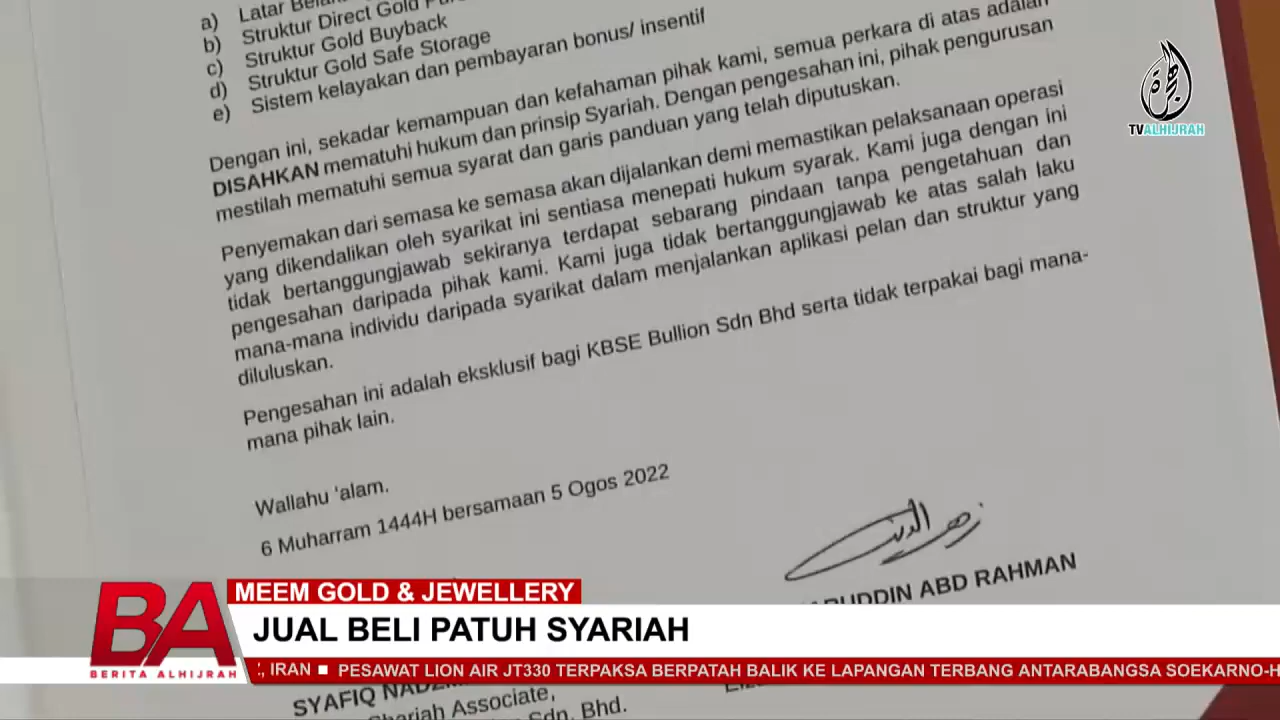 a) Latar
b) Struktur Direct Gold
c) Struktur Gold Buyback
d) Struktur Gold Safe Storage
e) Sistem kelayakan dan pembayaran bonus/ insentif
Dengan ini, sekadar kemampuan dan kefahaman pihak kami, semua perkara di atas adalah
DISAHKAN mematuhi hukum dan prinsip Syariah. Dengan pengesahan ini, pihak pengurusan
mestilah mematuhi semua syarat dan garis panduan yang telah diputuskan.
Penyemakan dari semasa ke semasa akan dijalankan demi memastikan pelaksanaan operasi
yang dikendalikan oleh syarikat ini sentiasa menepati hukum syarak. Kami juga dengan ini
tidak bertanggungjawab sekiranya terdapat sebarang pindaan tanpa pengetahuan dan
pengesahan daripada pihak kami. Kami juga tidak bertanggungjawab ke atas salah laku
mana-mana individu daripada syarikat dalam menjalankan aplikasi pelan dan struktur yang
diluluskan.
Pengesahan ini adalah eksklusif bagi KBSE Bullion Sdn Bhd serta tidak terpakai bagi mana-
mana pihak lain.
Wallahu 'alam.
6 Muharram 1444H bersamaan 5 Ogos 2022
زهر الدين
ABD RAHMAN
SYAFIQ
Shariah Associate,
Sdn. Bhd.
TVALHIJRAH
BA
BERITA ALHIJRAH
MEEM GOLD & JEWELLERY
JUAL BELI PATUH SYARIAH
, IRAN ■ PESAWAT LION AIR JT330 TERPAKSA BERPATAH BALIK KE LAPANGAN TERBANG ANTARABANGSA SOEKARNO-H